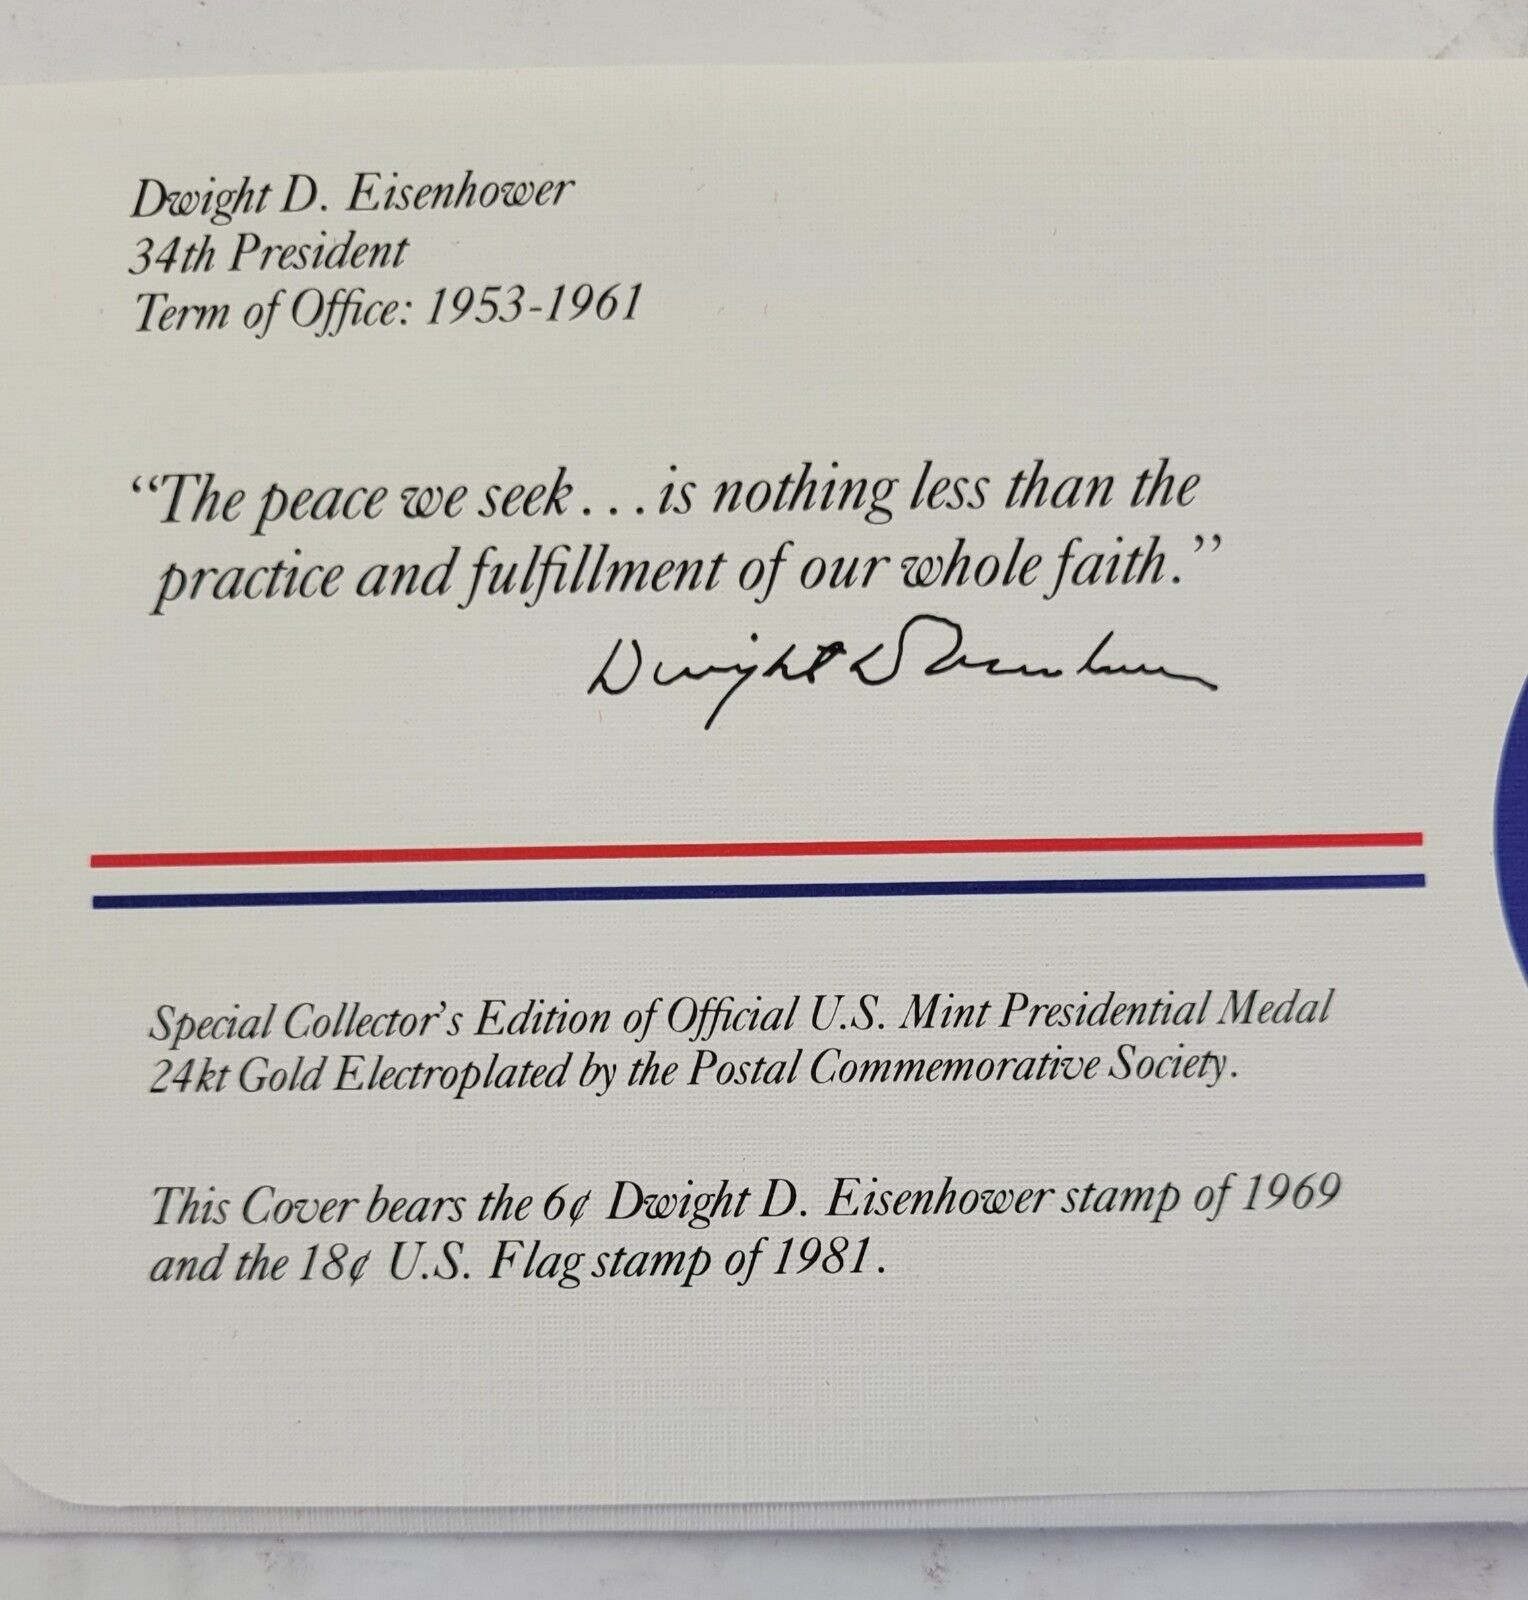 Dwight D. Eisenhower
34th President
Term of Office: 1953-1961
“The peace we seek...is nothing less than the
practice and fulfillment of our whole faith.”
Dwight D Eisenhower
Special Collector's Edition of Official U.S. Mint Presidential Medal
24kt Gold Electroplated by the Postal Commemorative Society.
This Cover bears the 6¢ Dwight D. Eisenhower stamp of 1969
and the 18¢ U.S. Flag stamp of 1981.